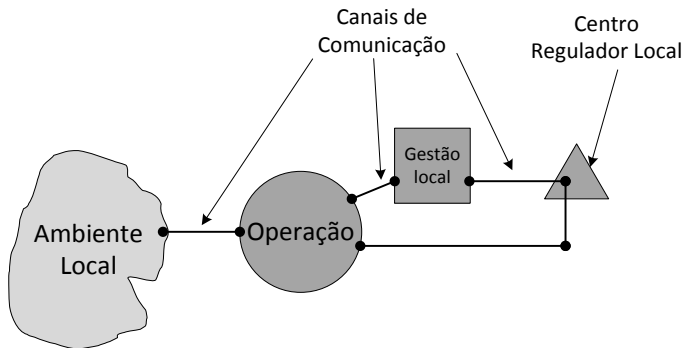 Canais de
Comunicação
Centro
Regulador Local
Gestão
local
Ambiente
Local
Operação